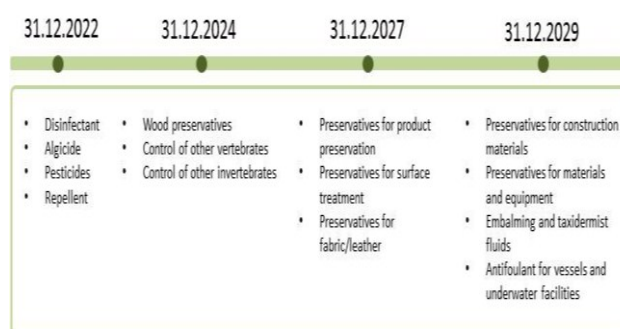 31.12.2022
31.12.2024
31.12.2027
31.12.2029
• Disinfectant
• Algicide
• Pesticides
• Repellent
• Wood preservatives
• Control of other vertebrates
• Control of other invertebrates
• Preservatives for product
preservation
• Preservatives for surface
treatment
• Preservatives for
fabric/leather
• Preservatives for construction
materials
• Preservatives for materials
and equipment
• Embalming and taxidermist
fluids
• Antifoulant for vessels and
underwater facilities